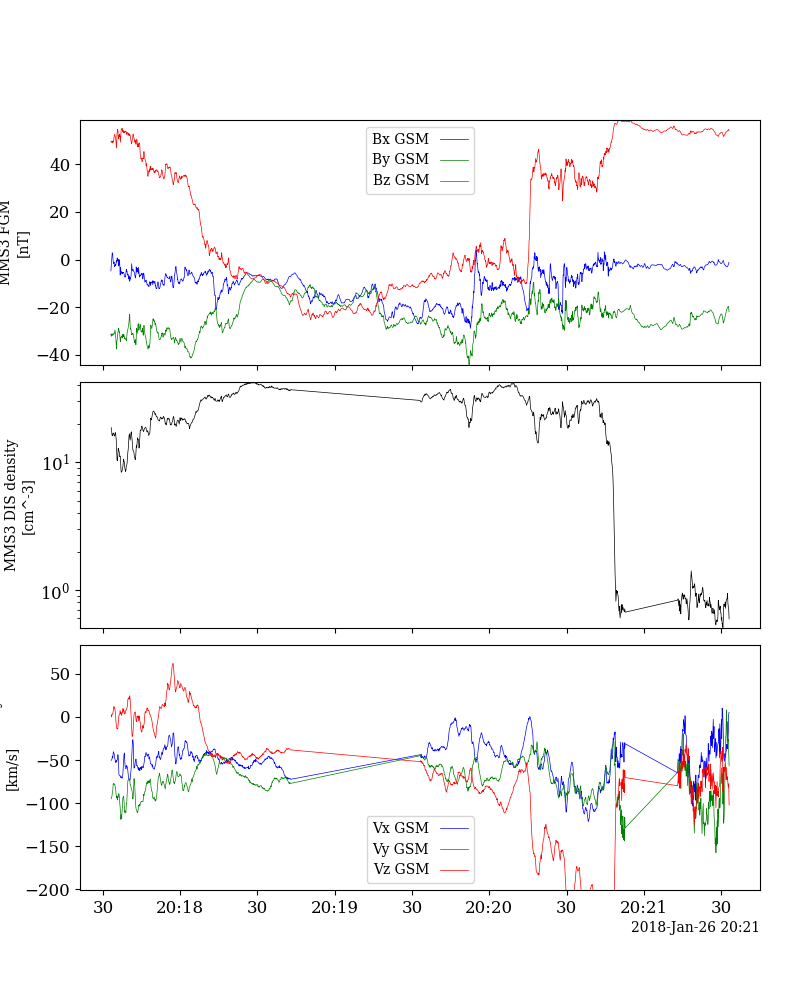 MMS3 FGM
[nT]
40
20
0
−20
−40
Bx GSM
By GSM
Bz GSM
MMS3 DIS density
[cm^-3]
10^1
10^0
[km/s]
50
0
−50
−100
−150
−200
Vx GSM
Vy GSM
Vz GSM
30 20:18 30 20:19 30 20:20 30 20:21 30
2018-Jan-26 20:21